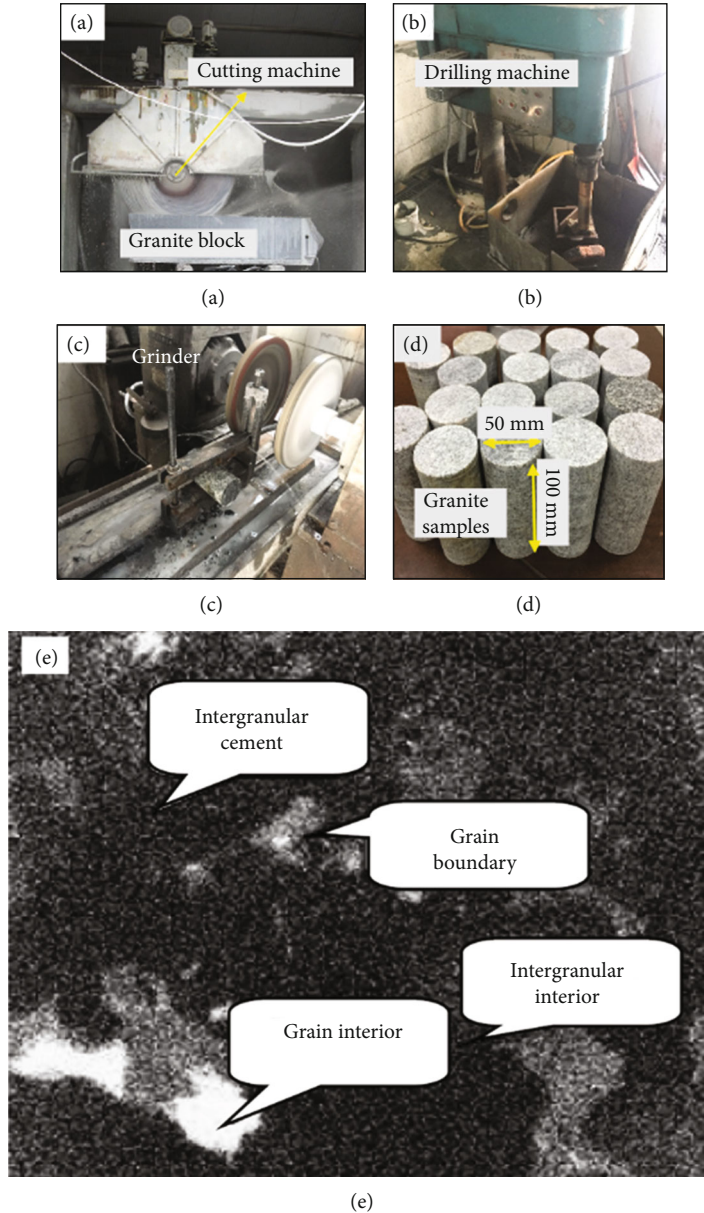 (a)
Cutting machine
Granite block
(a)
(b)
Drilling machine
(b)
(c)
Grinder
(c)
(d)
50 mm
100 mm
Granite
samples
(d)
(e)
Intergranular
cement
Grain
boundary
Intergranular
interior
Grain interior
(e)